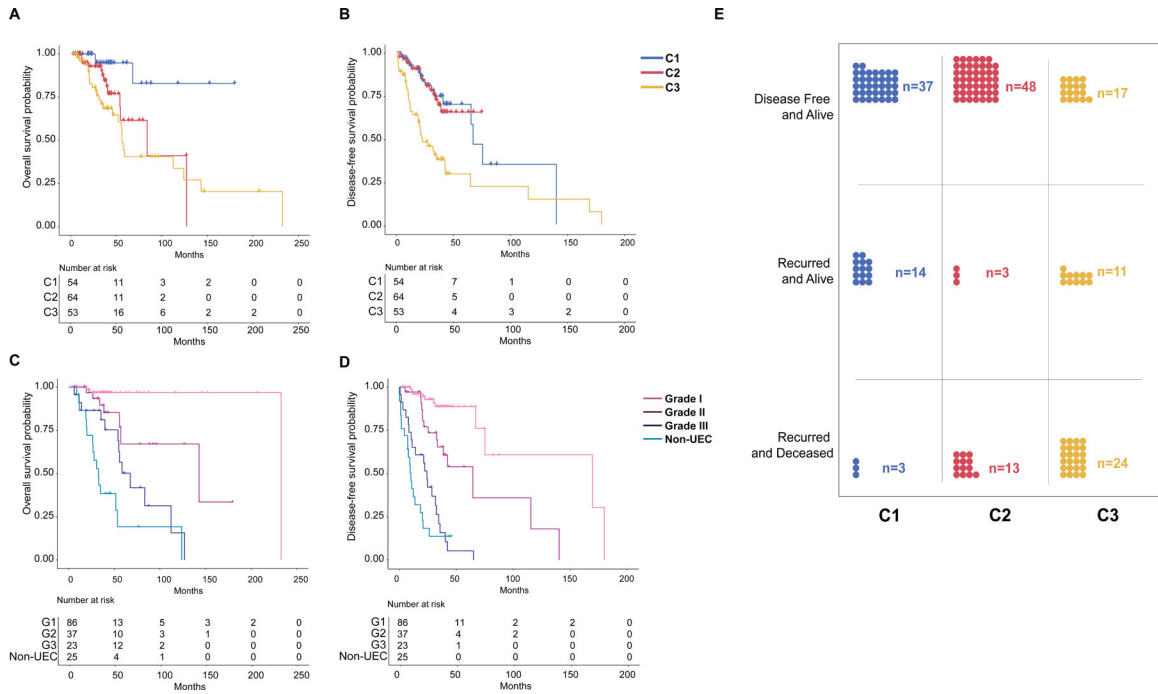 A
Overall survival probability
1.00
0.75
0.50
0.25
0.00
0 50 100 150 200 250
Months
Number at risk
C1 54 11 3 2 0 0
C2 64 11 2 0 0 0
C3 53 16 6 2 2 0
0 50 100 150 200 250
Months
B
Disease-free survival probability
1.00
0.75
0.50
0.25
0.00
0 50 100 150 200
Months
C1
C2
C3
C1 54 7 1 0 0
C2 64 5 0 0 0
C3 53 4 3 2 0
0 50 100 150 200
Months
C
Overall survival probability
1.00
0.75
0.50
0.25
0.00
0 50 100 150 200 250
Months
Number at risk
G1 86 13 5 3 2 0
G2 37 10 3 1 0 0
G3 23 12 2 0 0 0
Non-UEC 25 4 1 0 0 0
0 50 100 150 200 250
Months
D
Disease-free survival probability
1.00
0.75
0.50
0.25
0.00
0 50 100 150 200
Months
Grade I
Grade II
Grade III
Non-UEC
Number at risk
G1 86 11 2 2 0
G2 37 4 2 0 0
G3 23 1 0 0 0
Non-UEC 25 0 0 0 0
0 50 100 150 200
Months
E
Disease Free
and Alive
n=37 n=48 n=17
Recurred
and Alive
n=14 n=3 n=11
Recurred
and Deceased
n=3 n=13 n=24
C1 C2 C3